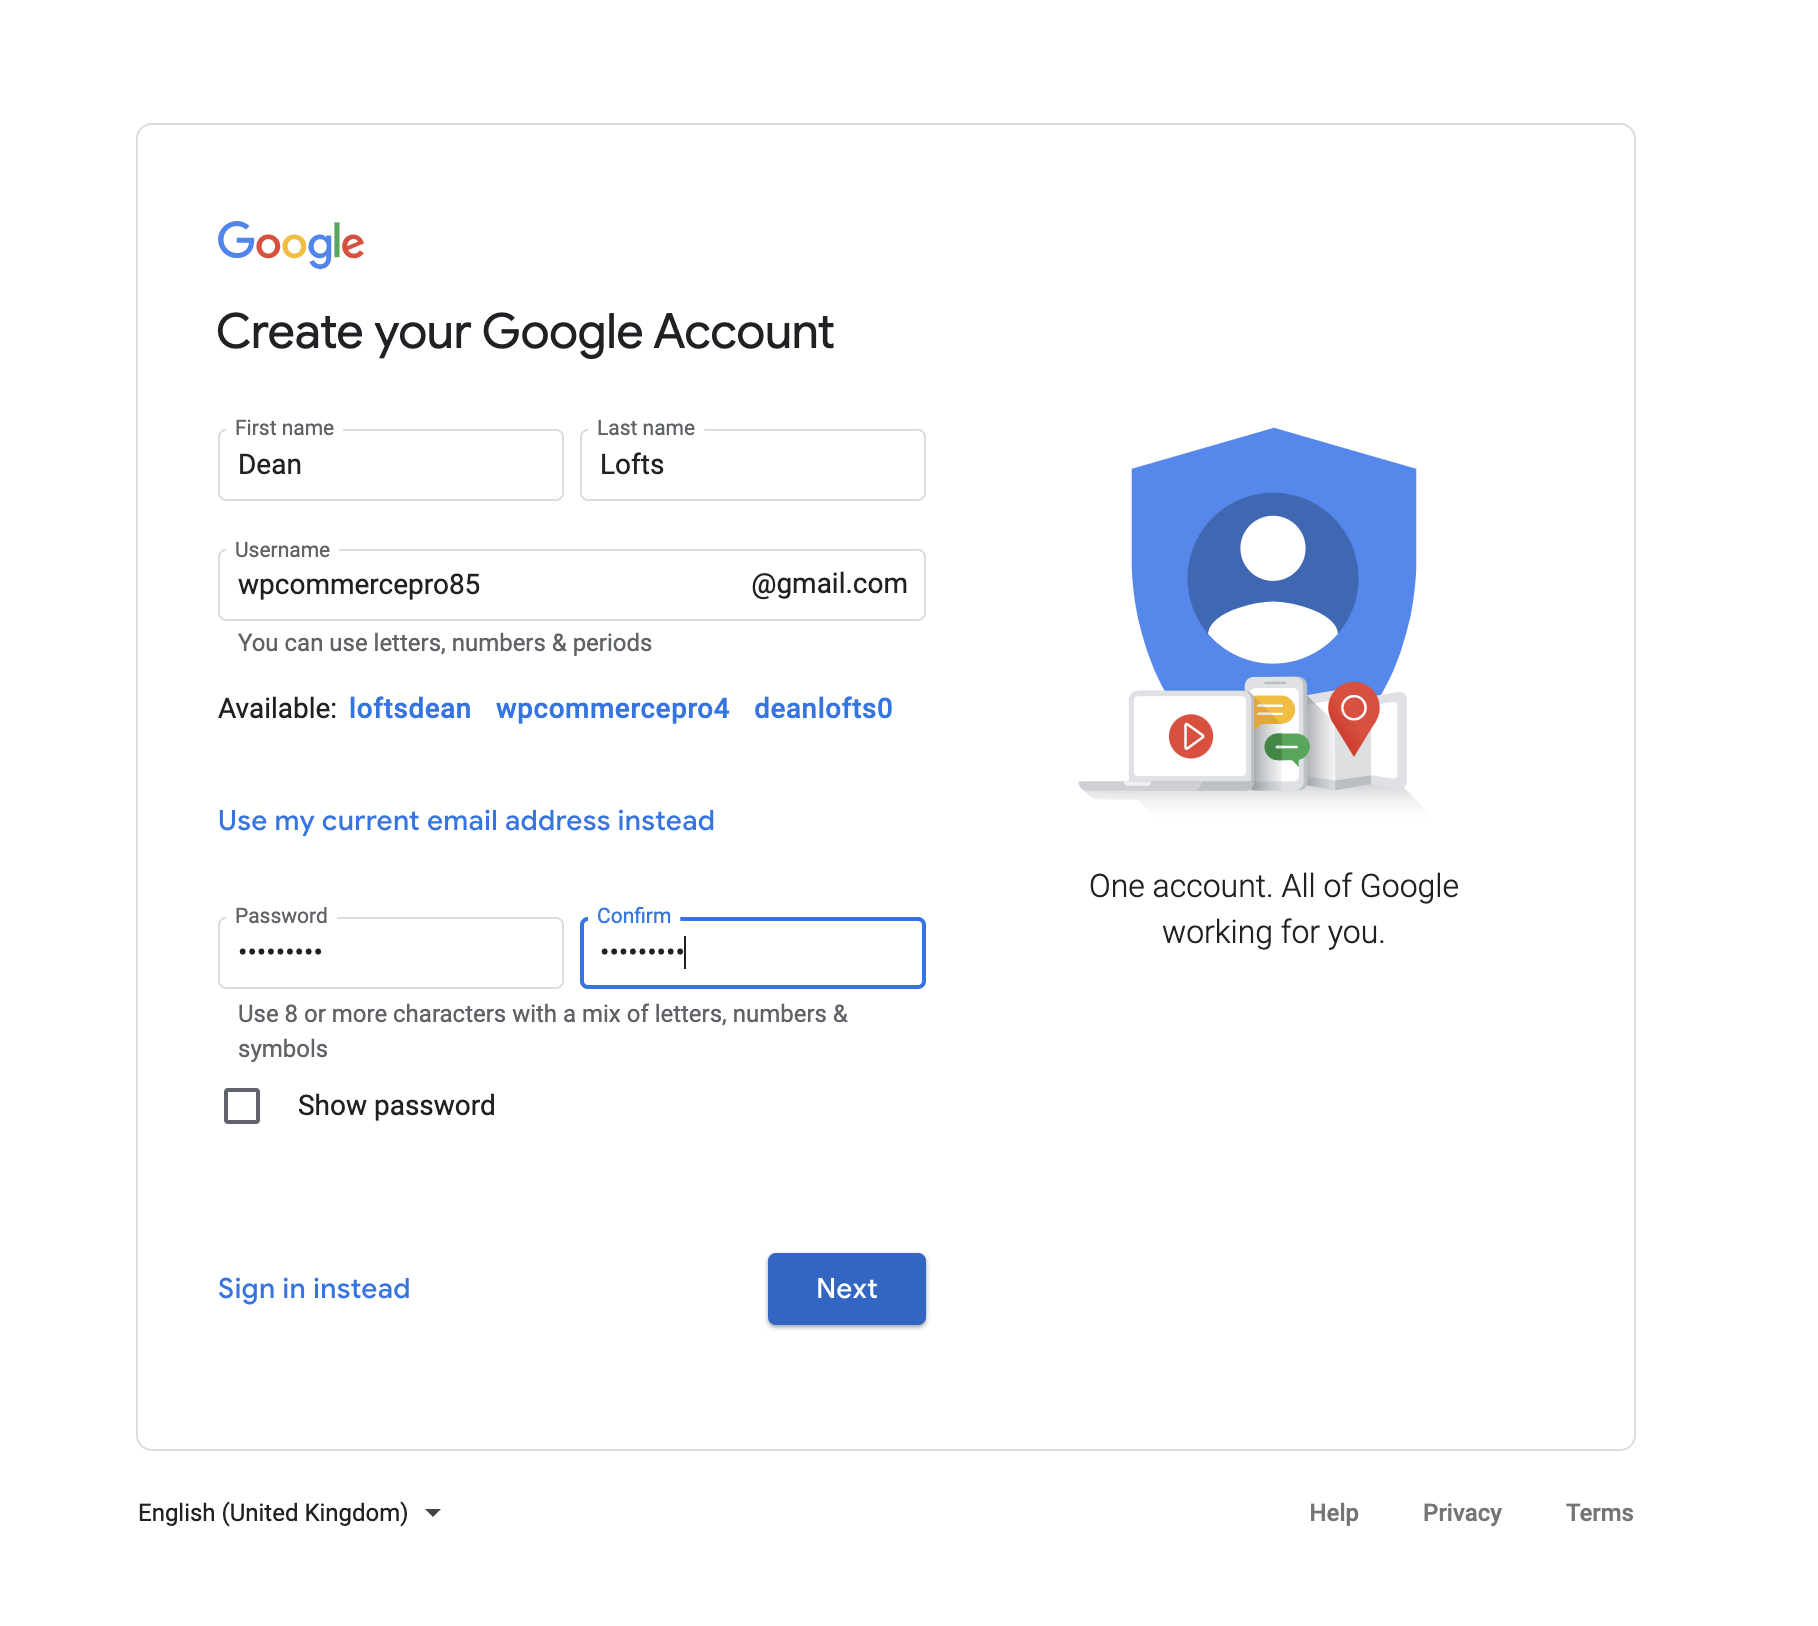 Google
Create your Google Account
First name
Last name
Dean
Lofts
Username
wpcommercepro85
@gmail.com
You can use letters, numbers & periods
Available: loftsdean wpcommercepro4 deanlofts0
Use my current email address instead
Password
Confirm
•••••••••
•••••••••
Use 8 or more characters with a mix of letters, numbers &
symbols
Show password
Sign in instead
Next
One account. All of Google
working for you.
English (United Kingdom)
Help
Privacy
Terms